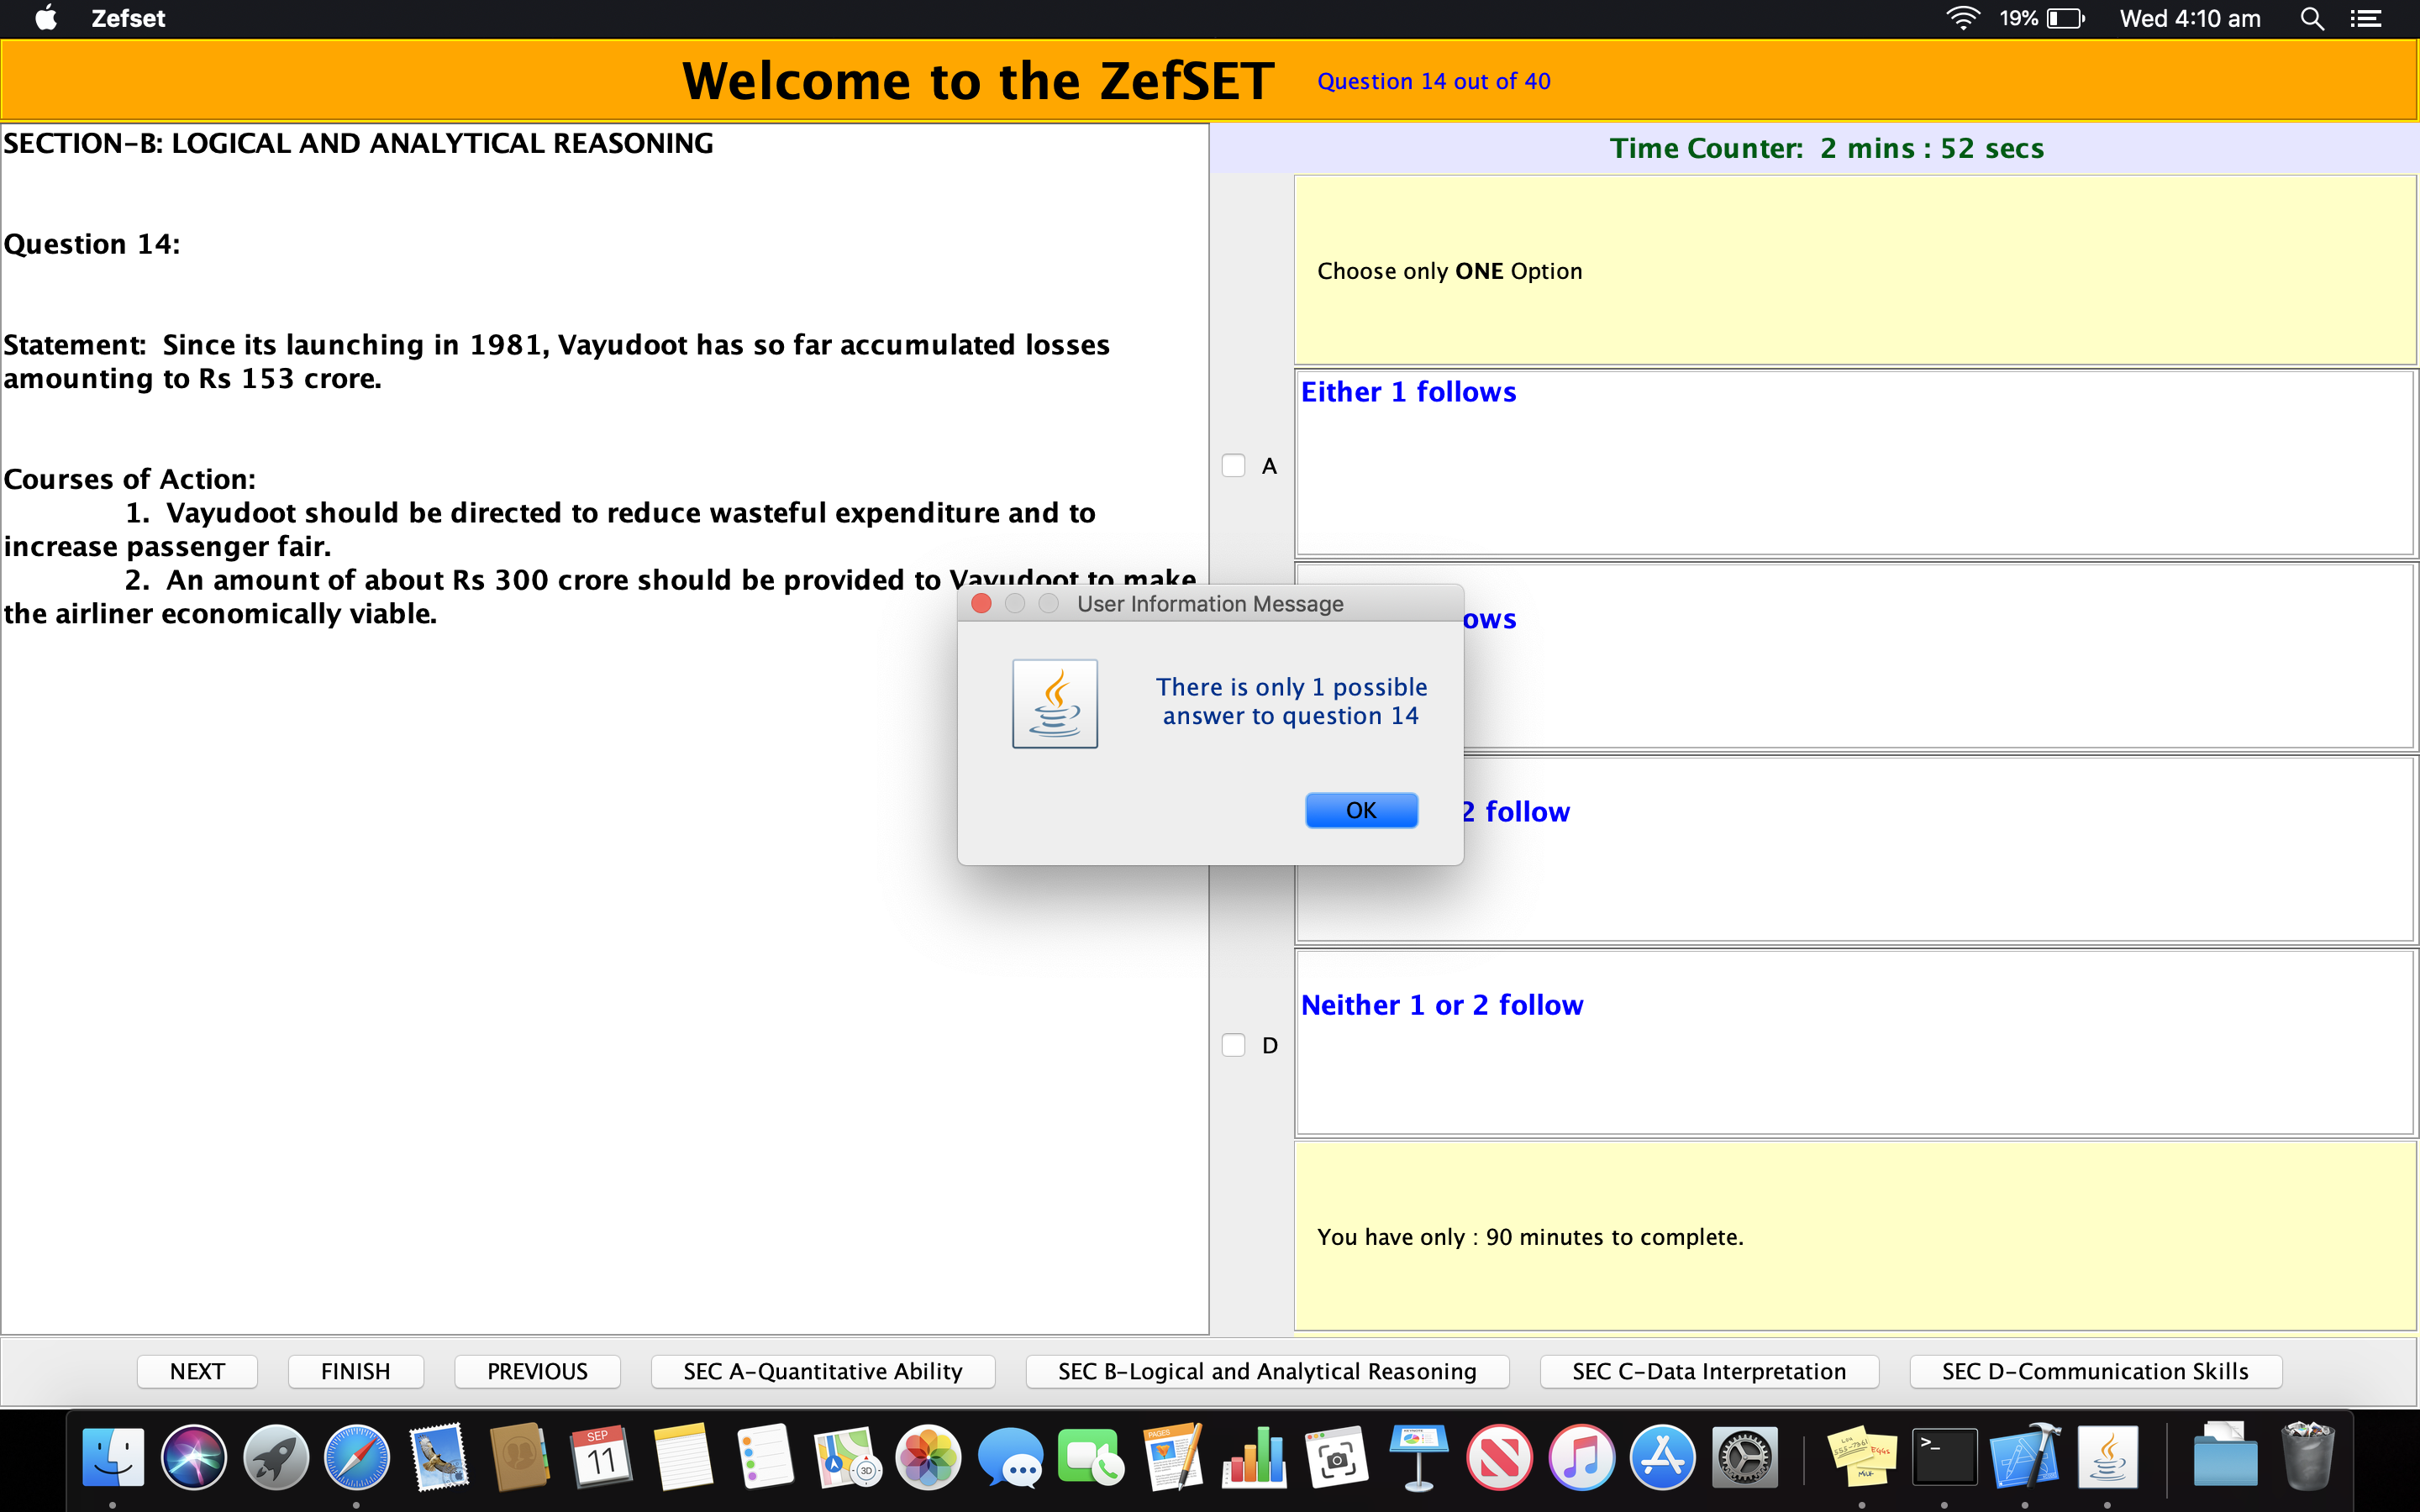 Zefset
19%
Wed 4:10 am
Welcome to the ZefSET
Question 14 out of 40
SECTION-B: LOGICAL AND ANALYTICAL REASONING
Time Counter: 2 mins : 52 secs
Question 14:
Statement: Since its launching in 1981, Vayudoot has so far accumulated losses
amounting to Rs 153 crore.
Courses of Action:
1. Vayudoot should be directed to reduce wasteful expenditure and to
increase passenger fair.
2. An amount of about Rs 300 crore should be provided to Vayudoot to make
the airliner economically viable.
Choose only ONE Option
A
Either 1 follows
ows
2 follow
D
Neither 1 or 2 follow
User Information Message
There is only 1 possible
answer to question 14
OK
You have only : 90 minutes to complete.
NEXT
FINISH
PREVIOUS
SEC A-Quantitative Ability
SEC B-Logical and Analytical Reasoning
SEC C-Data Interpretation
SEC D-Communication Skills
SEP
11
3D
PAGES
EGGS
MILK
>_